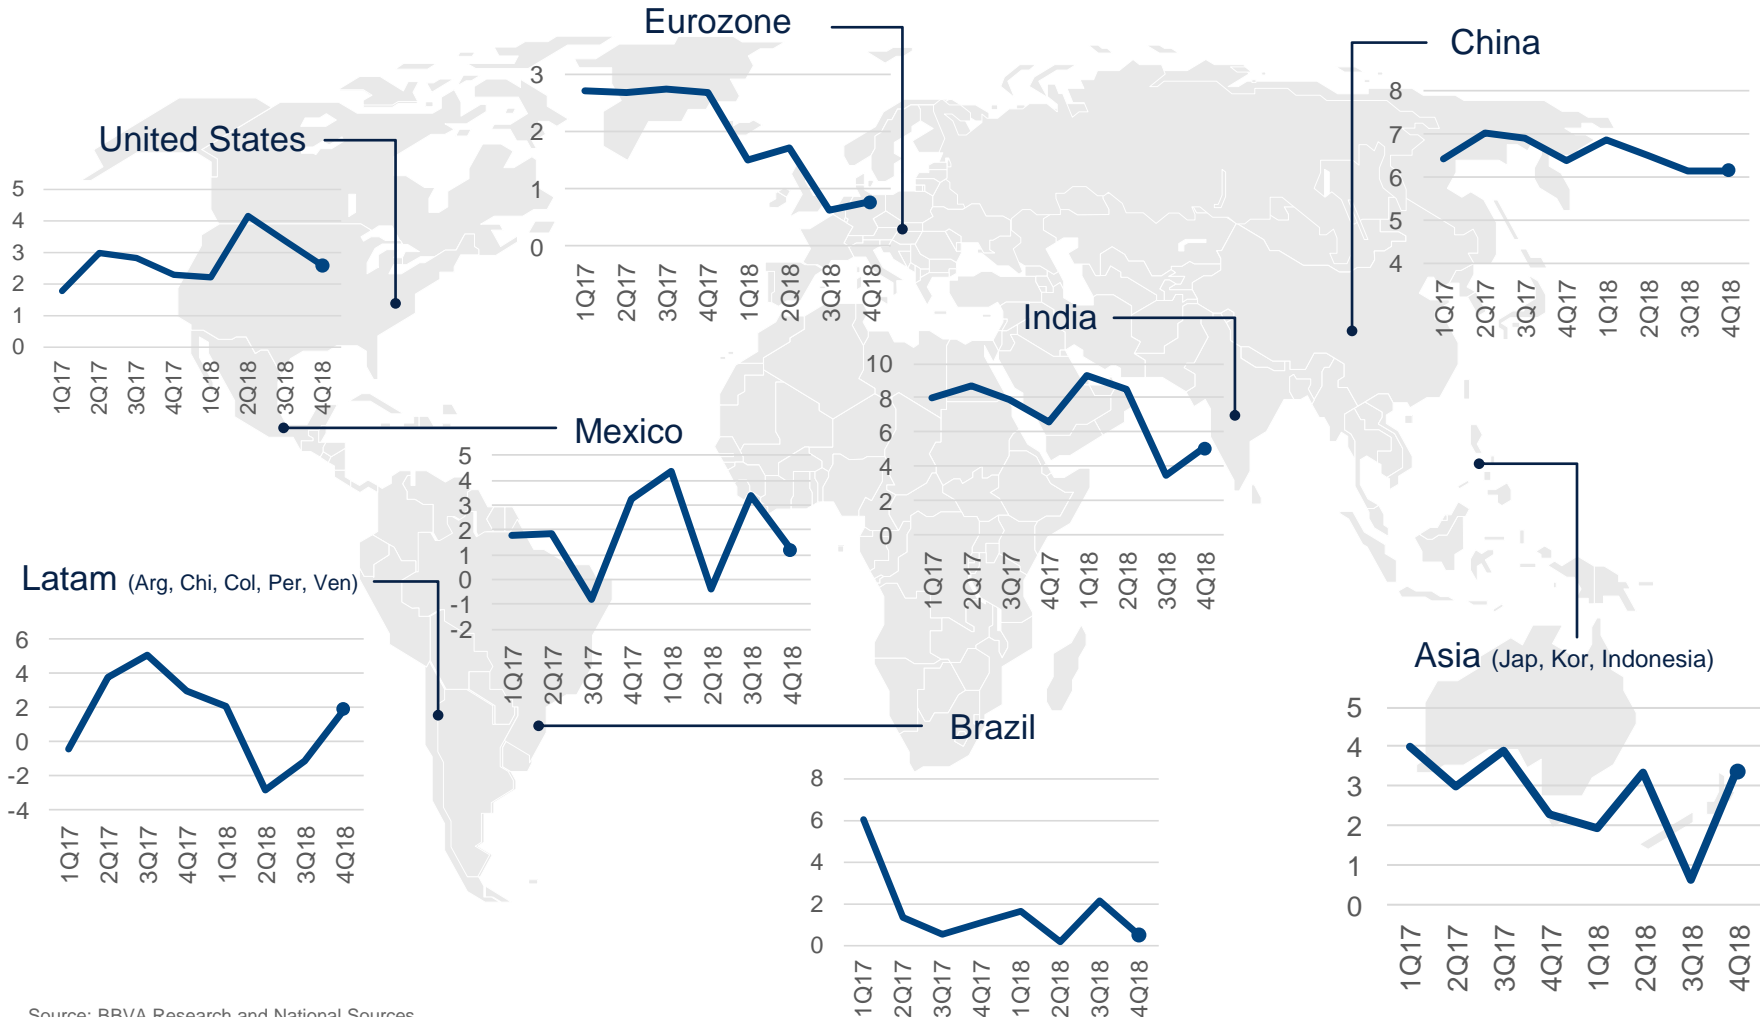 Eurozone
3
2
1
0
1Q17
2Q17
3Q17
4Q17
1Q18
2Q18
3Q18
4Q18
China
8
7
6
5
4
1Q17
2Q17
3Q17
4Q17
1Q18
2Q18
3Q18
4Q18
United States
5
4
3
2
1
0
1Q17
2Q17
3Q17
4Q17
1Q18
2Q18
3Q18
4Q18
India
10
8
6
4
2
0
1Q17
2Q17
3Q17
4Q17
1Q18
2Q18
3Q18
4Q18
Mexico
5
4
3
2
1
0
-1
-2
1Q17
2Q17
3Q17
4Q17
1Q18
2Q18
3Q18
4Q18
Latam (Arg, Chi, Col, Per, Ven)
6
4
2
0
-2
-4
1Q17
2Q17
3Q17
4Q17
1Q18
2Q18
3Q18
4Q18
Asia (Jap, Kor, Indonesia)
5
4
3
2
1
0
1Q17
2Q17
3Q17
4Q17
1Q18
2Q18
3Q18
4Q18
Brazil
8
6
4
2
0
1Q17
2Q17
3Q17
4Q17
1Q18
2Q18
3Q18
4Q18
Source: BBVA Research and National Sources